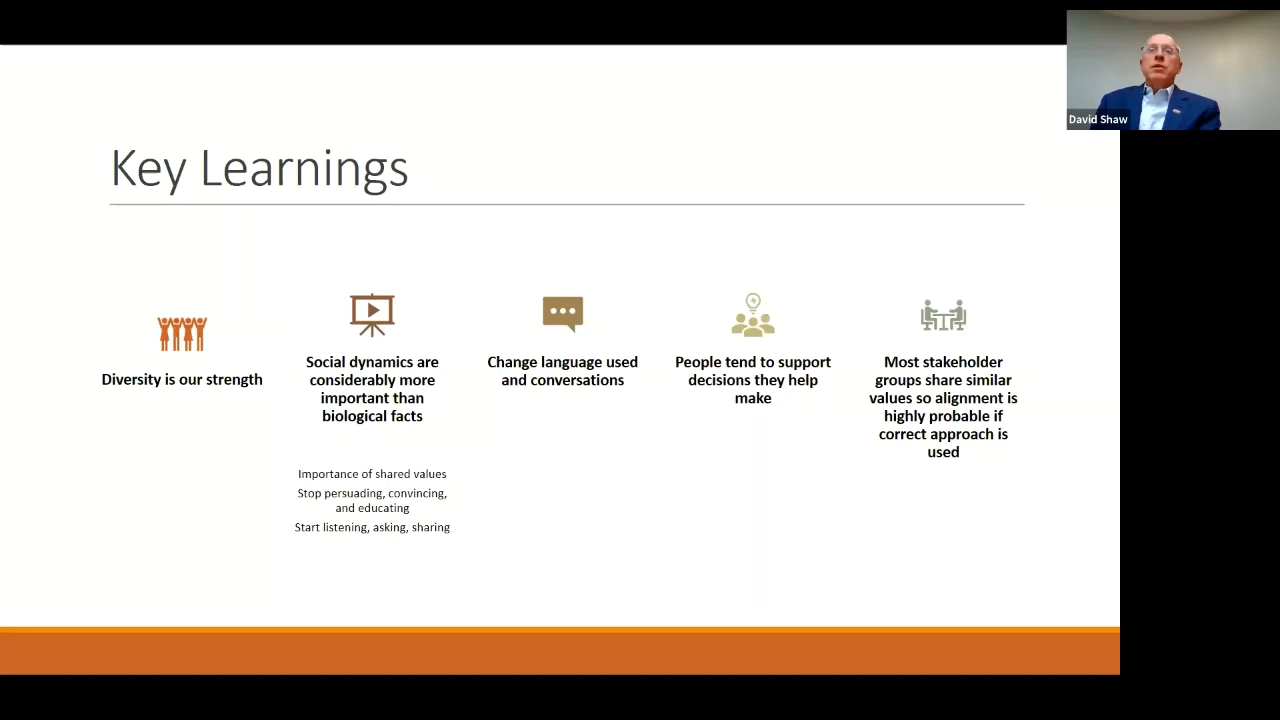 David Shaw
Key Learnings
Diversity is our strength
Social dynamics are
considerably more
important than
biological facts
Importance of shared values
Stop persuading, convincing,
and educating
Start listening, asking, sharing
Change language used
and conversations
People tend to support
decisions they help
make
Most stakeholder
groups share similar
values so alignment is
highly probable if
correct approach is
used